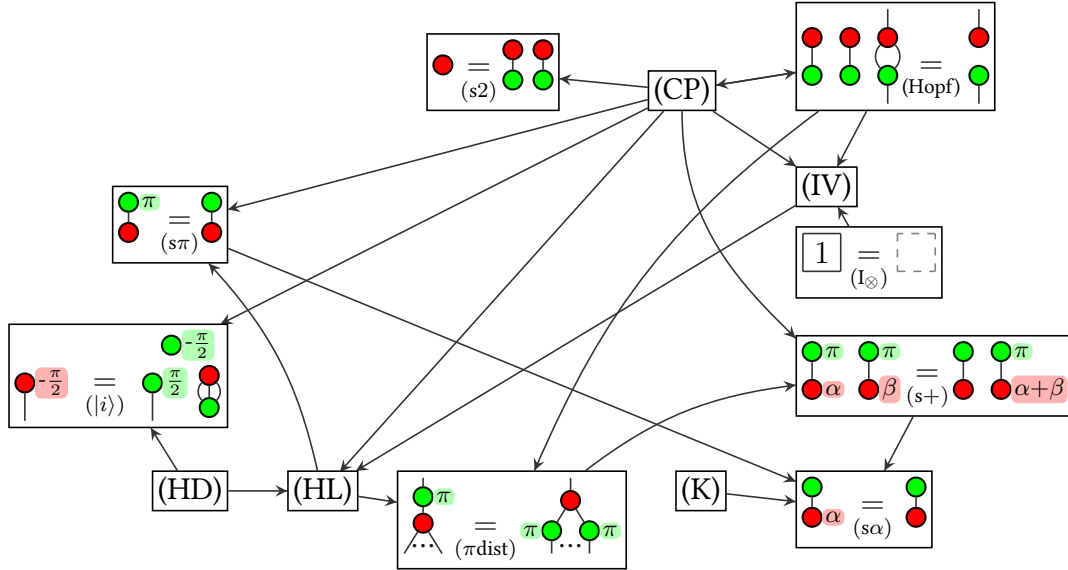 =
(s2)
(CP)
=
(Hopf)
(IV)
π
=
(sπ)
1
=
(I⊗)
-π/2
-π/2
=
π/2
(|i⟩)
π
π
π
=
α
β
(s+)
α+β
(HD)
(HL)
π
=
π
π
...
(πdist)
...
(K)
=
α
(sα)